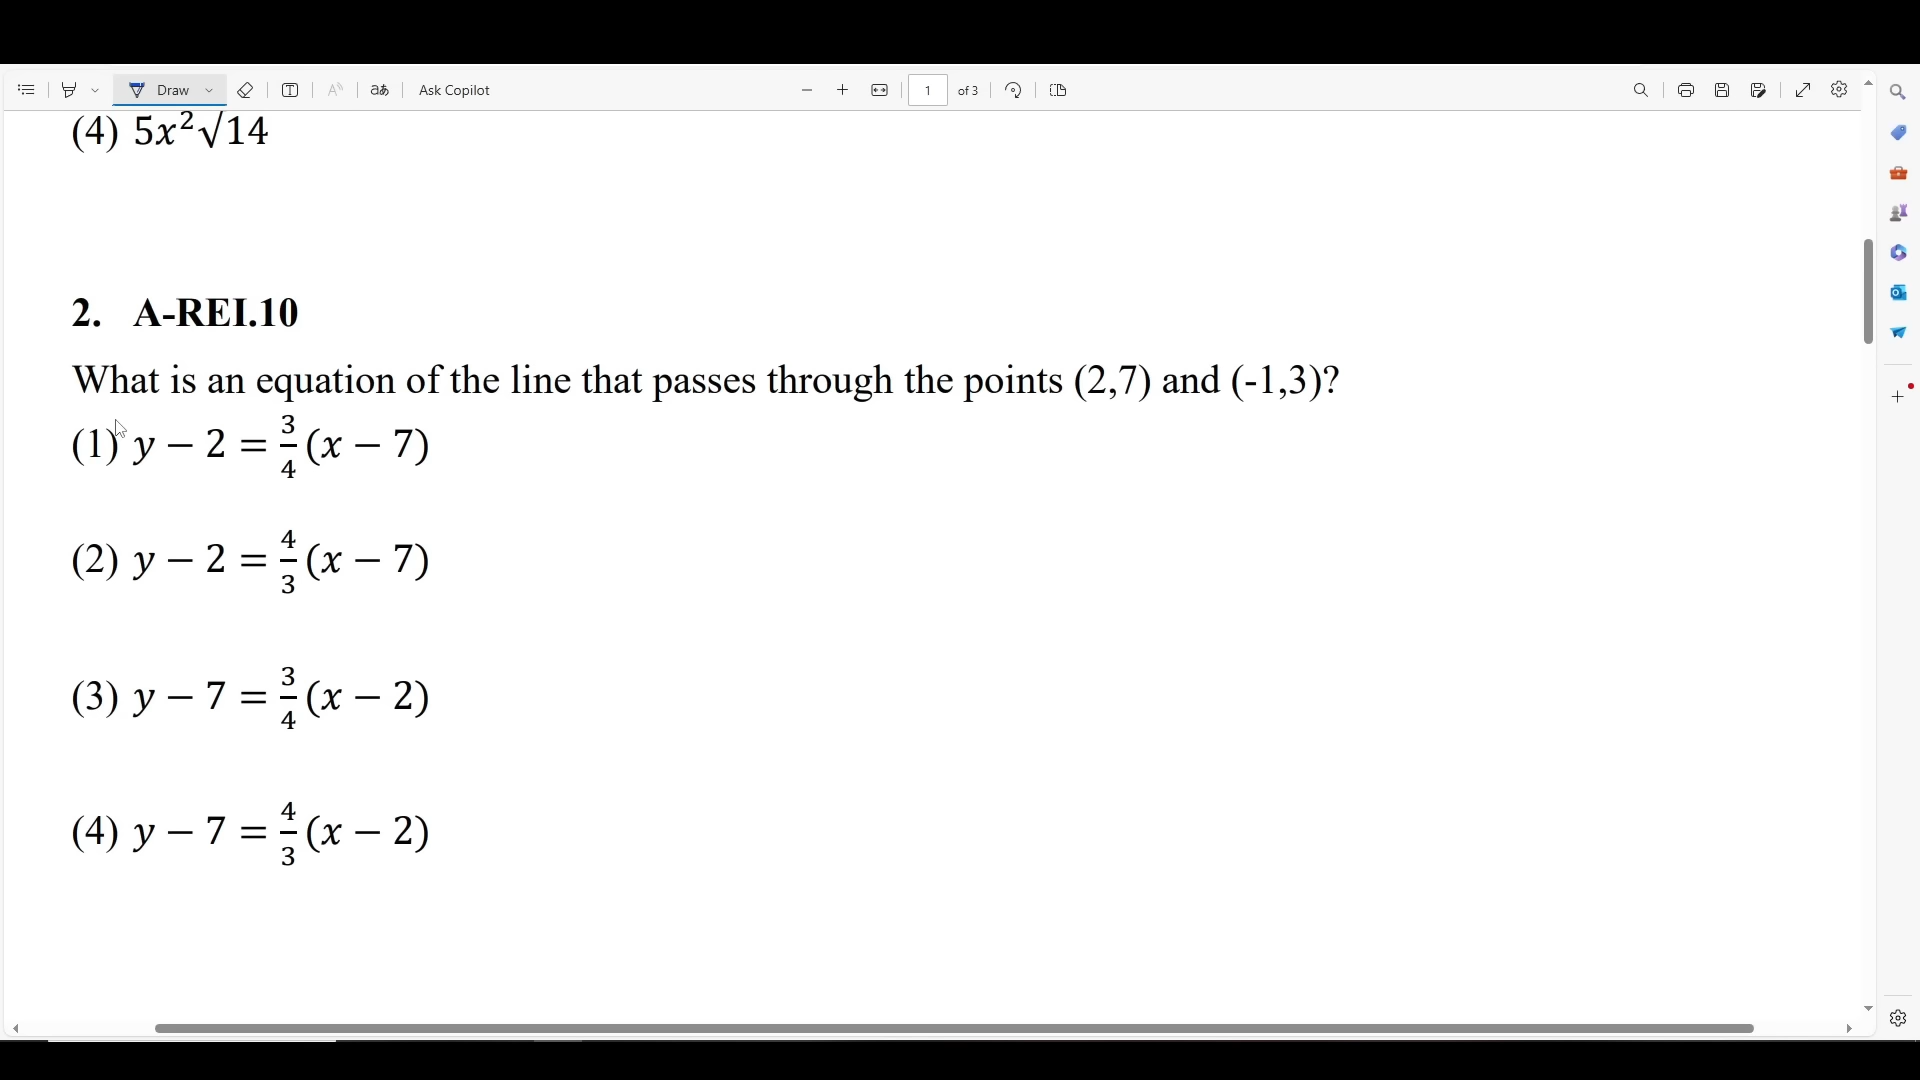 Draw
Ask Copilot
1 of 3
(4) 5x²√14
2. A-REI.10
What is an equation of the line that passes through the points (2,7) and (-1,3)?
(1) y − 2 = 3/4 (x − 7)
(2) y − 2 = 4/3 (x − 7)
(3) y − 7 = 3/4 (x − 2)
(4) y − 7 = 4/3 (x − 2)